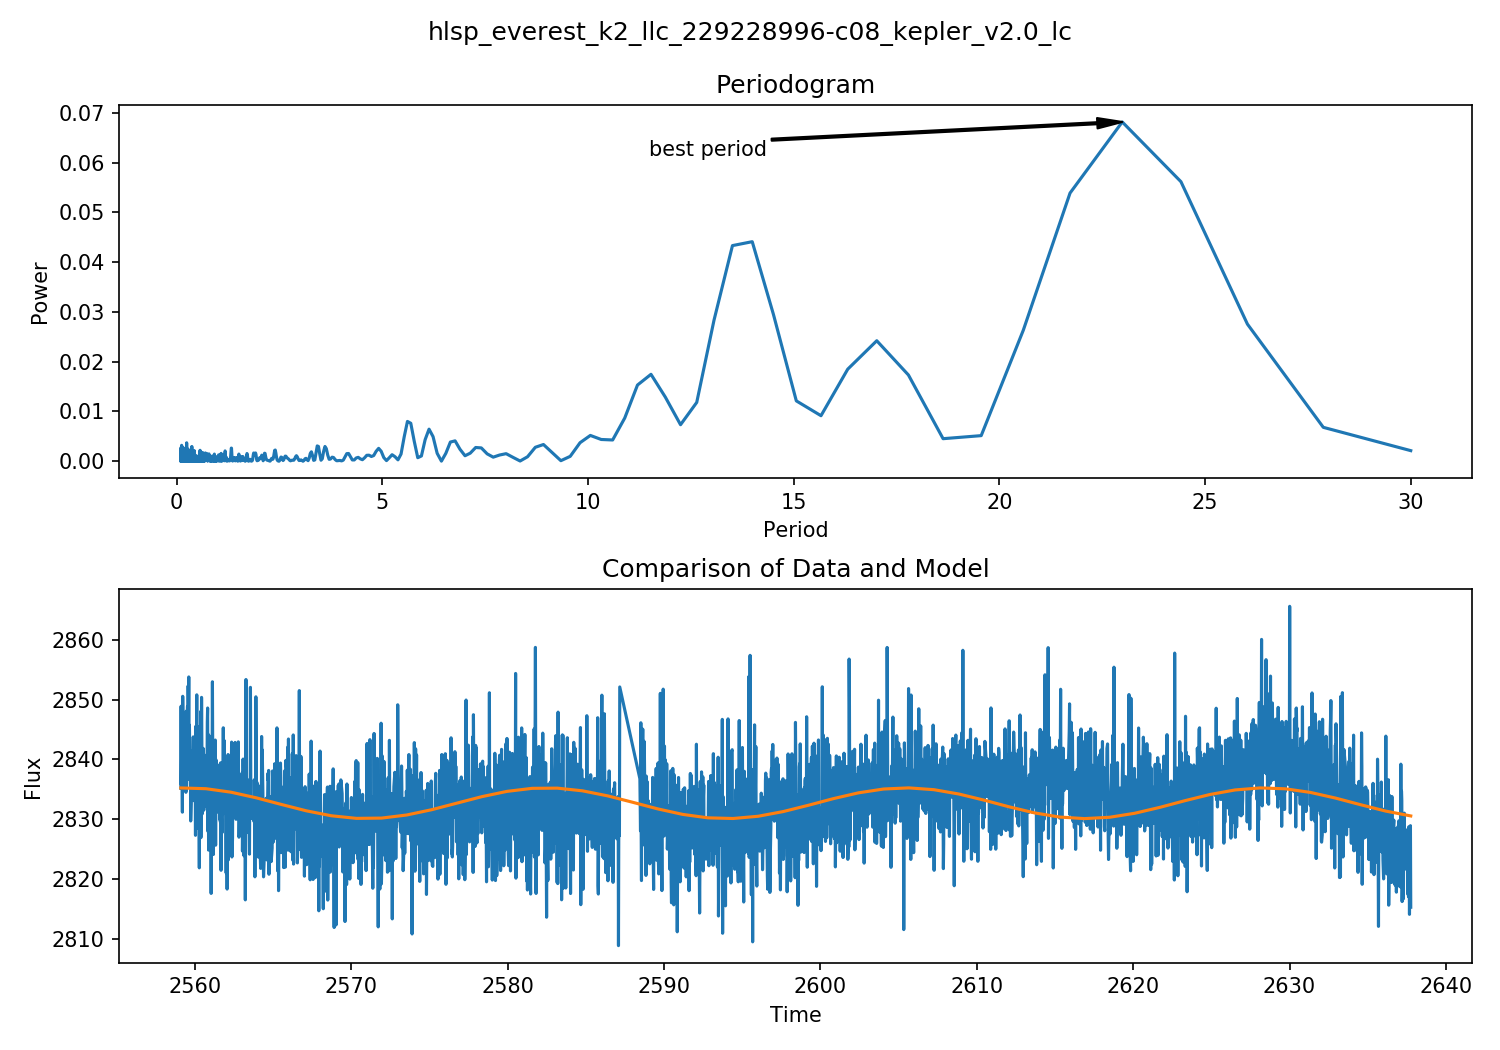 hlsp_everest_k2_llc_229228996-c08_kepler_v2.0_lc
Periodogram
0.07
0.06
0.05
0.04
0.03
0.02
0.01
0.00
Power
best period
0 5 10 15 20 25 30
Period
Comparison of Data and Model
2860
2850
2840
2830
2820
2810
Flux
2560 2570 2580 2590 2600 2610 2620 2630 2640
Time